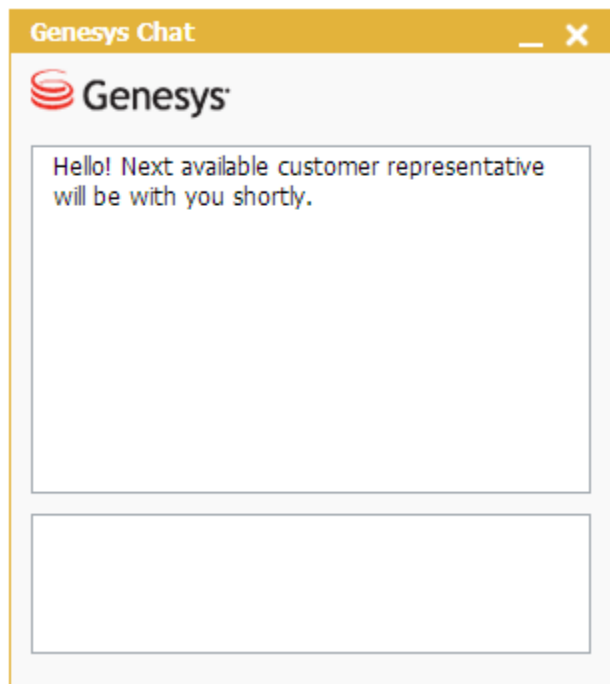 Genesys Chat
Genesys
Hello! Next available customer representative
will be with you shortly.